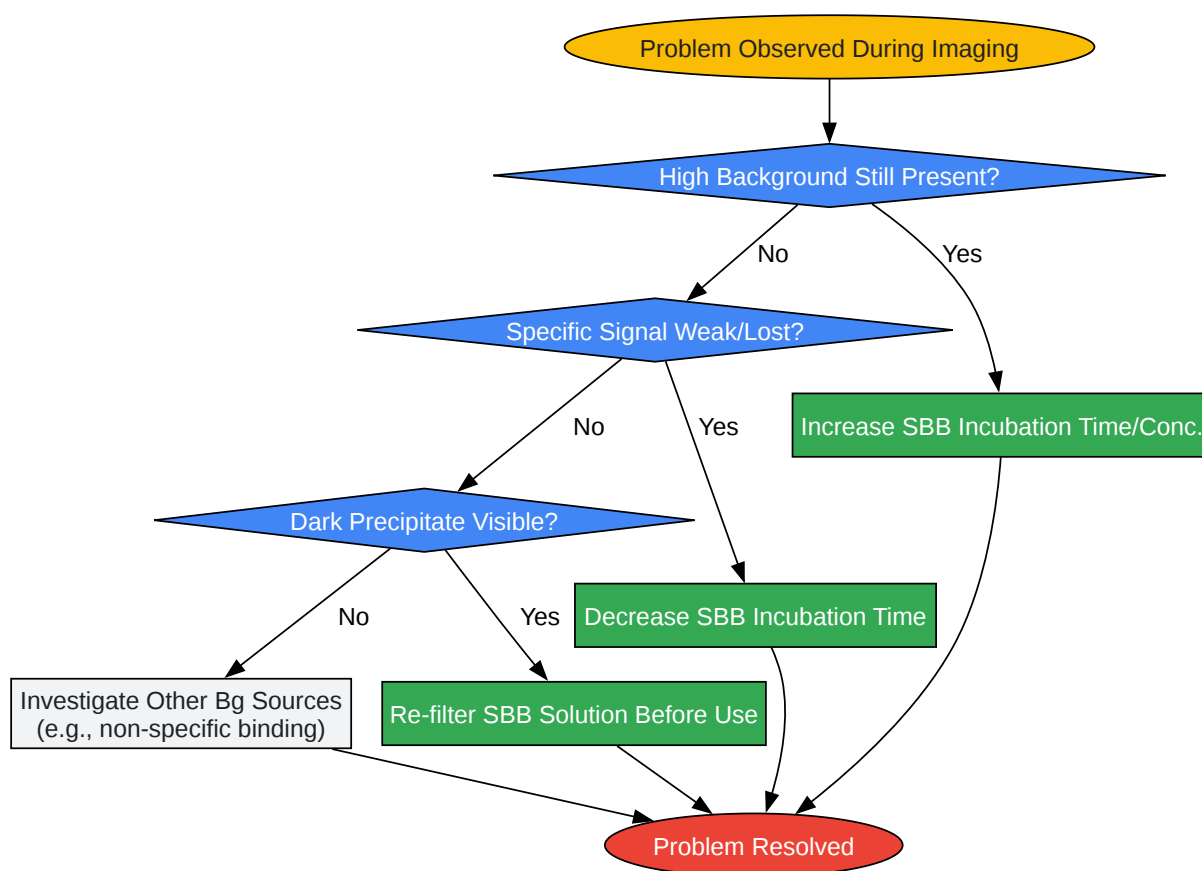 Problem Observed During Imaging
High Background Still Present?
No
Yes
Specific Signal Weak/Lost?
Increase SBB Incubation Time/Conc.
No
Yes
Dark Precipitate Visible?
Decrease SBB Incubation Time
No
Yes
Investigate Other Bg Sources
(e.g., non-specific binding)
Re-filter SBB Solution Before Use
Problem Resolved